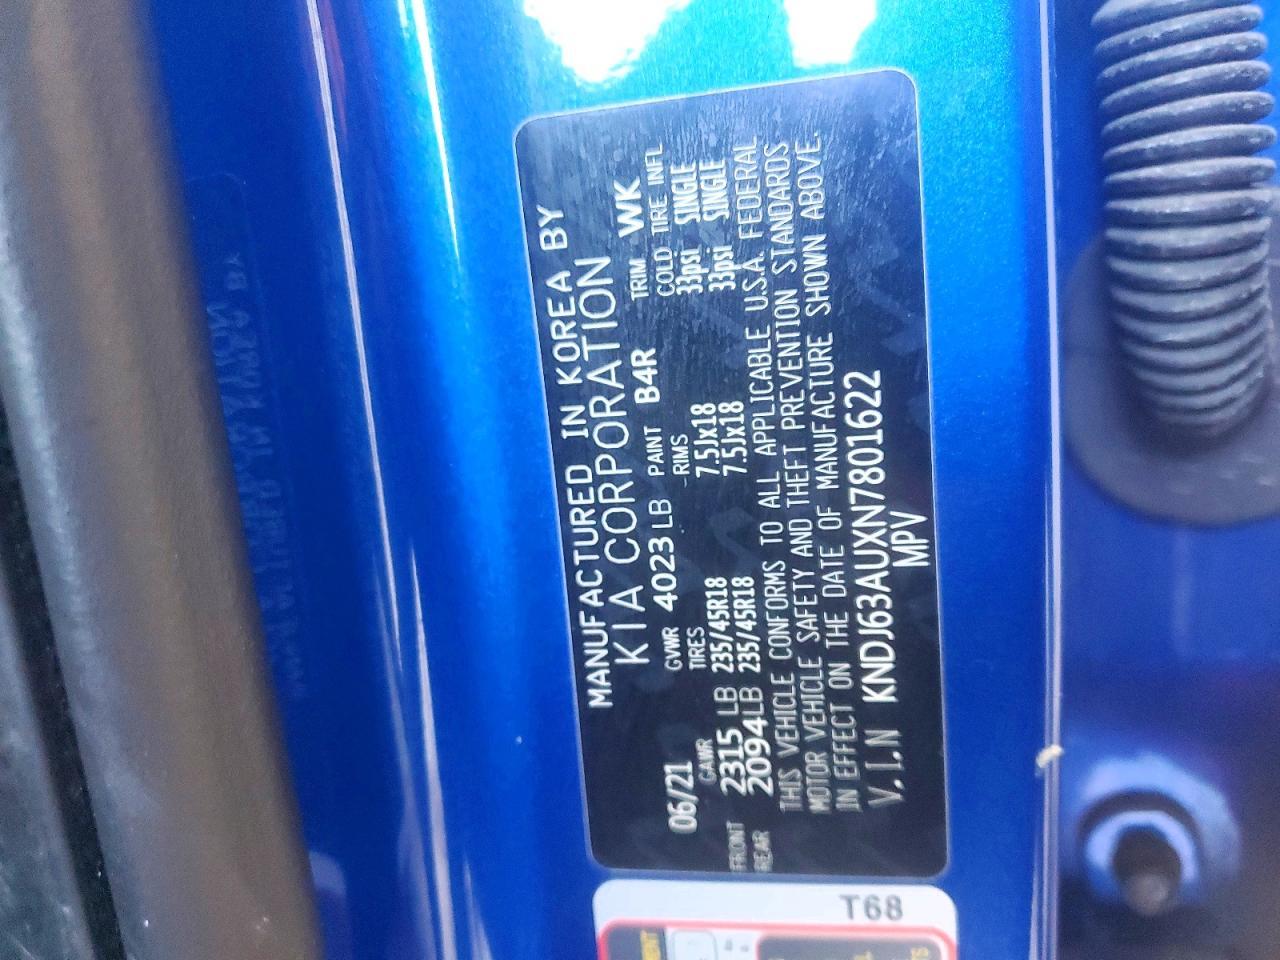 MANUFACTURED IN KOREA BY
KIA CORPORATION
06/21 GVWR 4023 LB PAINT B4R TRIM WK
GAWR TIRES RIMS COLD TIRE INFL
FRONT 2315 LB 235/45R18 7.5Jx18 33psi SINGLE
REAR 2094 LB 235/45R18 7.5Jx18 33psi SINGLE
THIS VEHICLE CONFORMS TO ALL APPLICABLE U.S.A. FEDERAL
MOTOR VEHICLE SAFETY AND THEFT PREVENTION STANDARDS
IN EFFECT ON THE DATE OF MANUFACTURE SHOWN ABOVE.
V.I.N KNDJ63AUXN7801622
MPV
T68